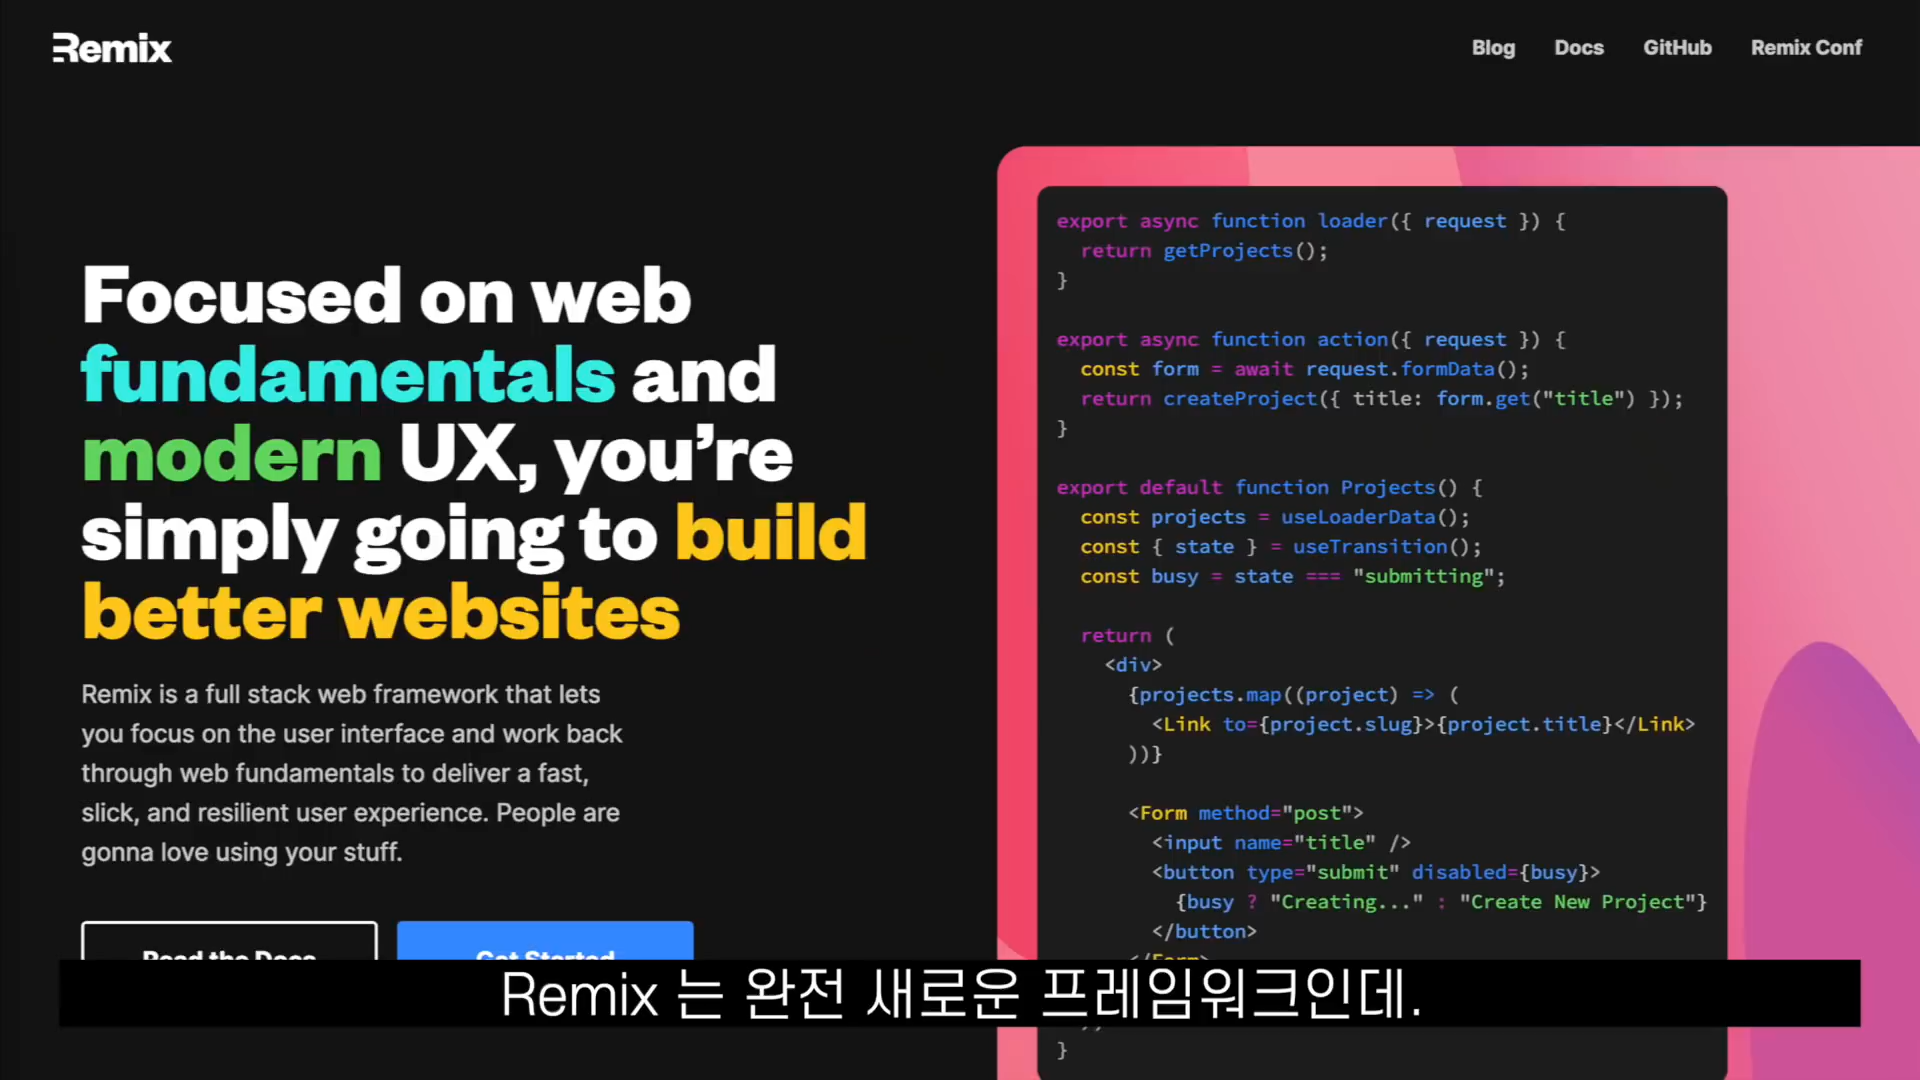 Remix
Blog
Docs
GitHub
Remix Conf
Focused on web
fundamentals and
modern UX, you’re
simply going to build
better websites
Remix is a full stack web framework that lets
you focus on the user interface and work back
through web fundamentals to deliver a fast,
slick, and resilient user experience. People are
gonna love using your stuff.
Read the Docs
Get Started
export async function loader({ request }) {
  return getProjects();
}
export async function action({ request }) {
  const form = await request.formData();
  return createProject({ title: form.get("title") });
}
export default function Projects() {
  const projects = useLoaderData();
  const { state } = useTransition();
  const busy = state === "submitting";
  return (
    <div>
      {projects.map((project) => (
        <Link to={project.slug}>{project.title}</Link>
      ))}
      <Form method="post">
        <input name="title" />
        <button type="submit" disabled={busy}>
          {busy ? "Creating..." : "Create New Project"}
        </button>
      </Form>
}
Remix 는 완전 새로운 프레임워크인데.